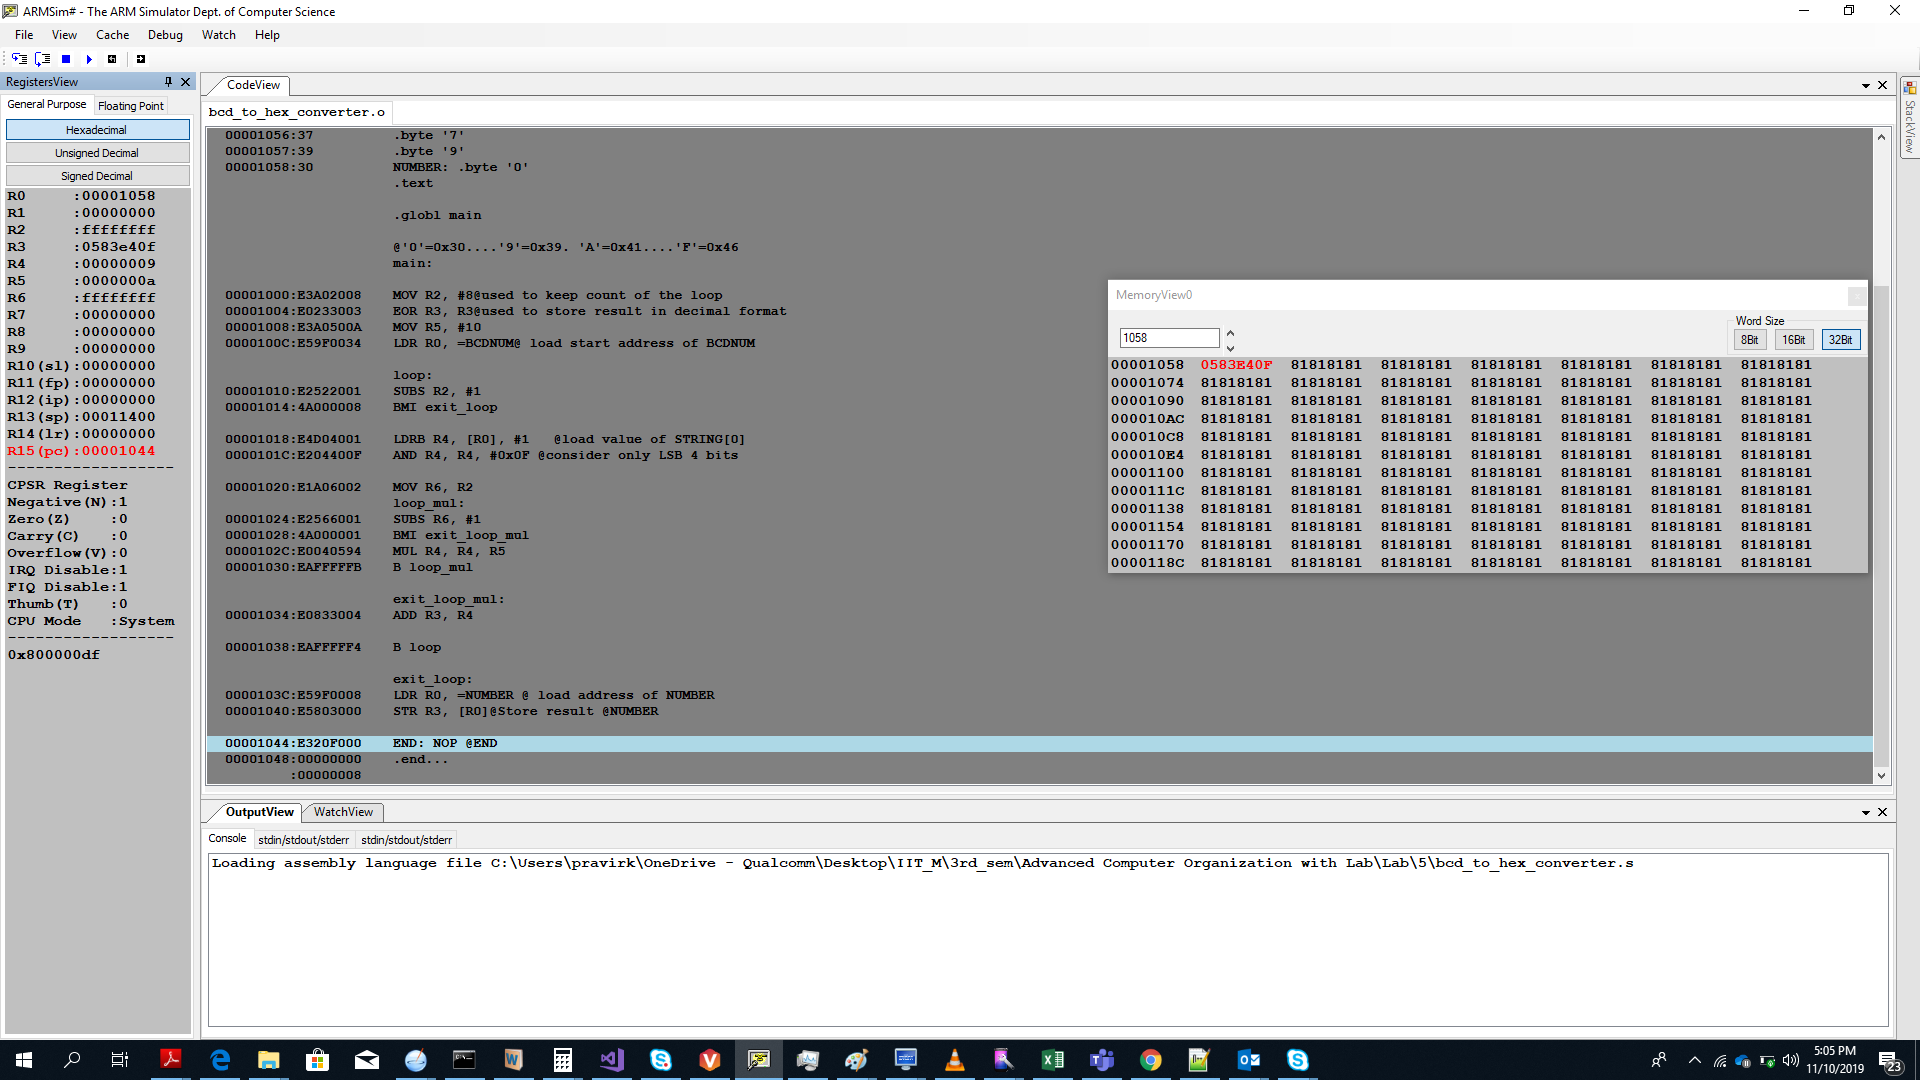 ARMSim# - The ARM Simulator Dept. of Computer Science
File View Cache Debug Watch Help
RegistersView
General Purpose Floating Point
Hexadecimal
Unsigned Decimal
Signed Decimal
R0 :00001058
R1 :00000000
R2 :ffffffff
R3 :0583e40f
R4 :00000009
R5 :0000000a
R6 :ffffffff
R7 :00000000
R8 :00000000
R9 :00000000
R10(sl):00000000
R11(fp):00000000
R12(ip):00000000
R13(sp):00011400
R14(lr):00000000
R15(pc):00001044
------------------
CPSR Register
Negative(N):1
Zero(Z) :0
Carry(C) :0
Overflow(V):0
IRQ Disable:1
FIQ Disable:1
Thumb(T) :0
CPU Mode :System
------------------
0x800000df
CodeView
bcd_to_hex_converter.o
00001056:37 .byte '7'
00001057:39 .byte '9'
00001058:30 NUMBER: .byte '0'
.text
.globl main
@'0'=0x30....'9'=0x39. 'A'=0x41....'F'=0x46
main:
00001000:E3A02008 MOV R2, #8@used to keep count of the loop
00001004:E0233003 EOR R3, R3@used to store result in decimal format
00001008:E3A0500A MOV R5, #10
0000100C:E59F0034 LDR R0, =BCDNUM@ load start address of BCDNUM
loop:
00001010:E2522001 SUBS R2, #1
00001014:4A000008 BMI exit_loop
00001018:E4D04001 LDRB R4, [R0], #1 @load value of STRING[0]
0000101C:E204400F AND R4, R4, #0x0F @consider only LSB 4 bits
00001020:E1A06002 MOV R6, R2
loop_mul:
00001024:E2566001 SUBS R6, #1
00001028:4A000001 BMI exit_loop_mul
0000102C:E0040594 MUL R4, R4, R5
00001030:EAFFFFFB B loop_mul
exit_loop_mul:
00001034:E0833004 ADD R3, R4
00001038:EAFFFFF4 B loop
exit_loop:
0000103C:E59F0008 LDR R0, =NUMBER @ load address of NUMBER
00001040:E5803000 STR R3, [R0]@Store result @NUMBER
00001044:E320F000 END: NOP @END
00001048:00000000 .end...
:00000008
MemoryView0
1058
Word Size
8Bit 16Bit 32Bit
00001058 0583E40F 81818181 81818181 81818181 81818181 81818181 81818181
00001074 81818181 81818181 81818181 81818181 81818181 81818181 81818181
00001090 81818181 81818181 81818181 81818181 81818181 81818181 81818181
000010AC 81818181 81818181 81818181 81818181 81818181 81818181 81818181
000010C8 81818181 81818181 81818181 81818181 81818181 81818181 81818181
000010E4 81818181 81818181 81818181 81818181 81818181 81818181 81818181
00001100 81818181 81818181 81818181 81818181 81818181 81818181 81818181
0000111C 81818181 81818181 81818181 81818181 81818181 81818181 81818181
00001138 81818181 81818181 81818181 81818181 81818181 81818181 81818181
00001154 81818181 81818181 81818181 81818181 81818181 81818181 81818181
00001170 81818181 81818181 81818181 81818181 81818181 81818181 81818181
0000118C 81818181 81818181 81818181 81818181 81818181 81818181 81818181
StackView
OutputView WatchView
Console stdin/stdout/stderr stdin/stdout/stderr
Loading assembly language file C:\Users\pravirk\OneDrive - Qualcomm\Desktop\IIT_M\3rd_sem\Advanced Computer Organization with Lab\Lab\5\bcd_to_hex_converter.s
5:05 PM
11/10/2019
23